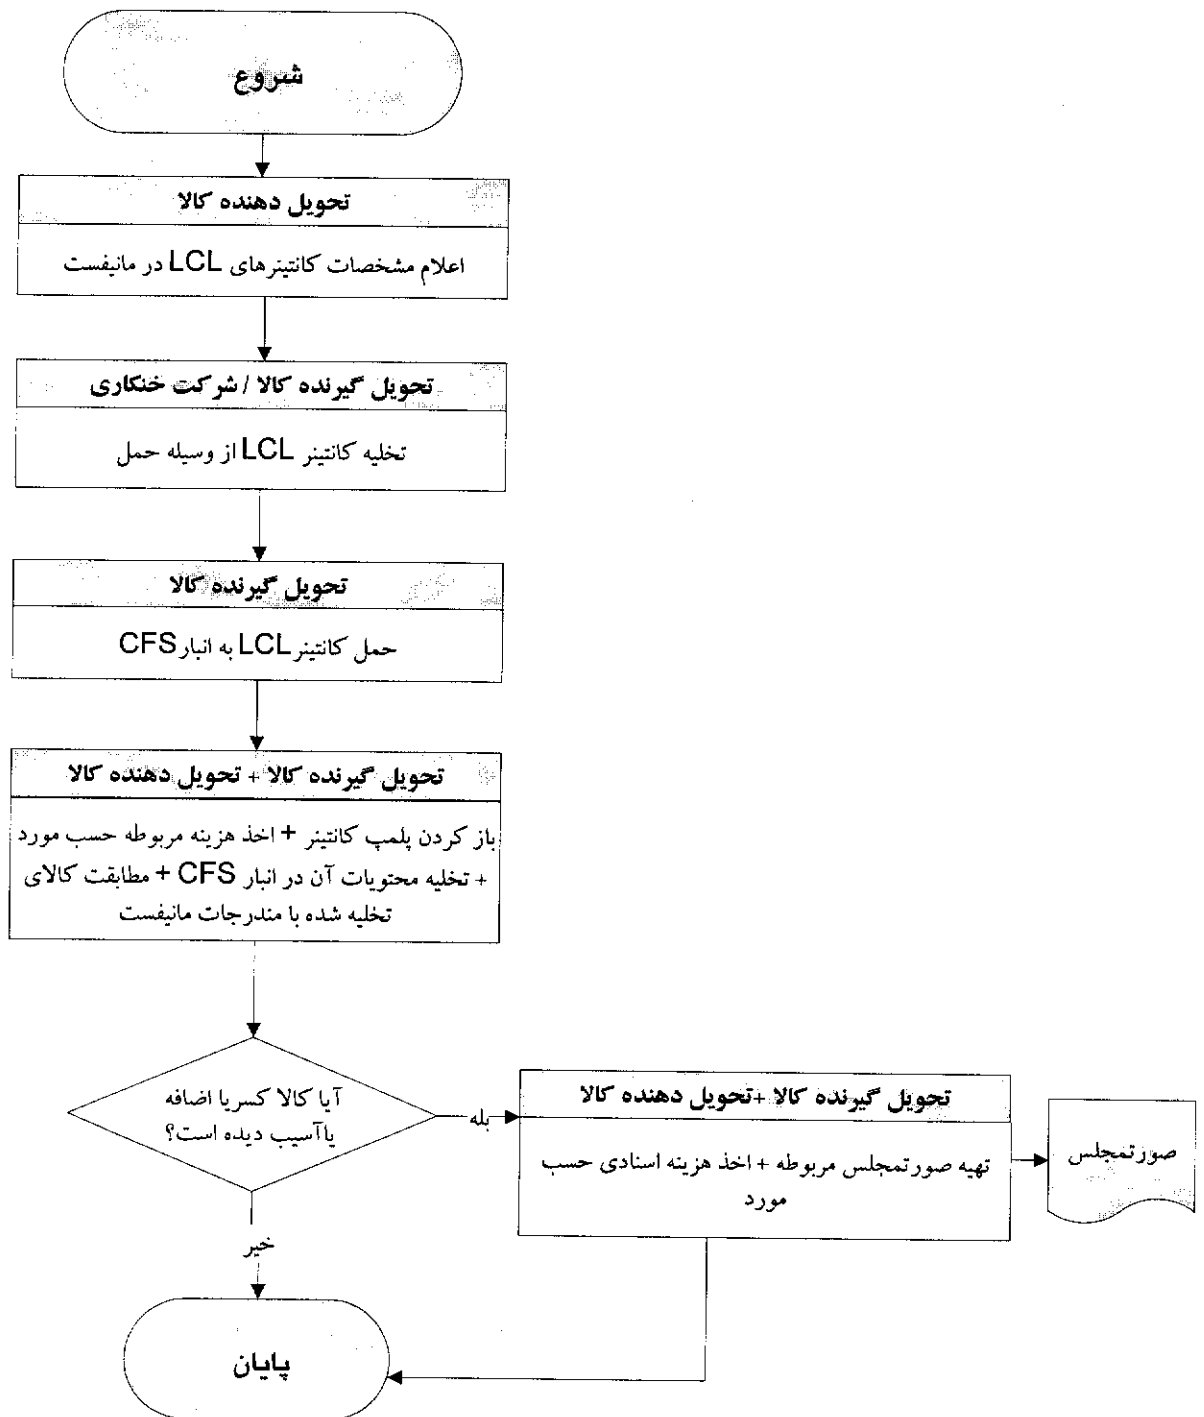 شروع
تحویل دهنده کالا
اعلام مشخصات کانتینرهای LCL در مانیفست
تحویل گیرنده کالا / شرکت خنکاری
تخلیه کانتینر LCL از وسیله حمل
تحویل گیرنده کالا
حمل کانتینر LCL به انبار CFS
تحویل گیرنده کالا + تحویل دهنده کالا
باز کردن پلمپ کانتینر + اخذ هزینه مربوطه حسب مورد
+ تخلیه محتویات آن در انبار CFS + مطابقت کالای
تخلیه شده با مندرجات مانیفست
آیا کالا کسریا اضافه
یاآسیب دیده است؟
بله
تحویل گیرنده کالا +تحویل دهنده کالا
تهیه صورتمجلس مربوطه + اخذ هزینه اسنادی حسب
مورد
صورتمجلس
خیر
پایان